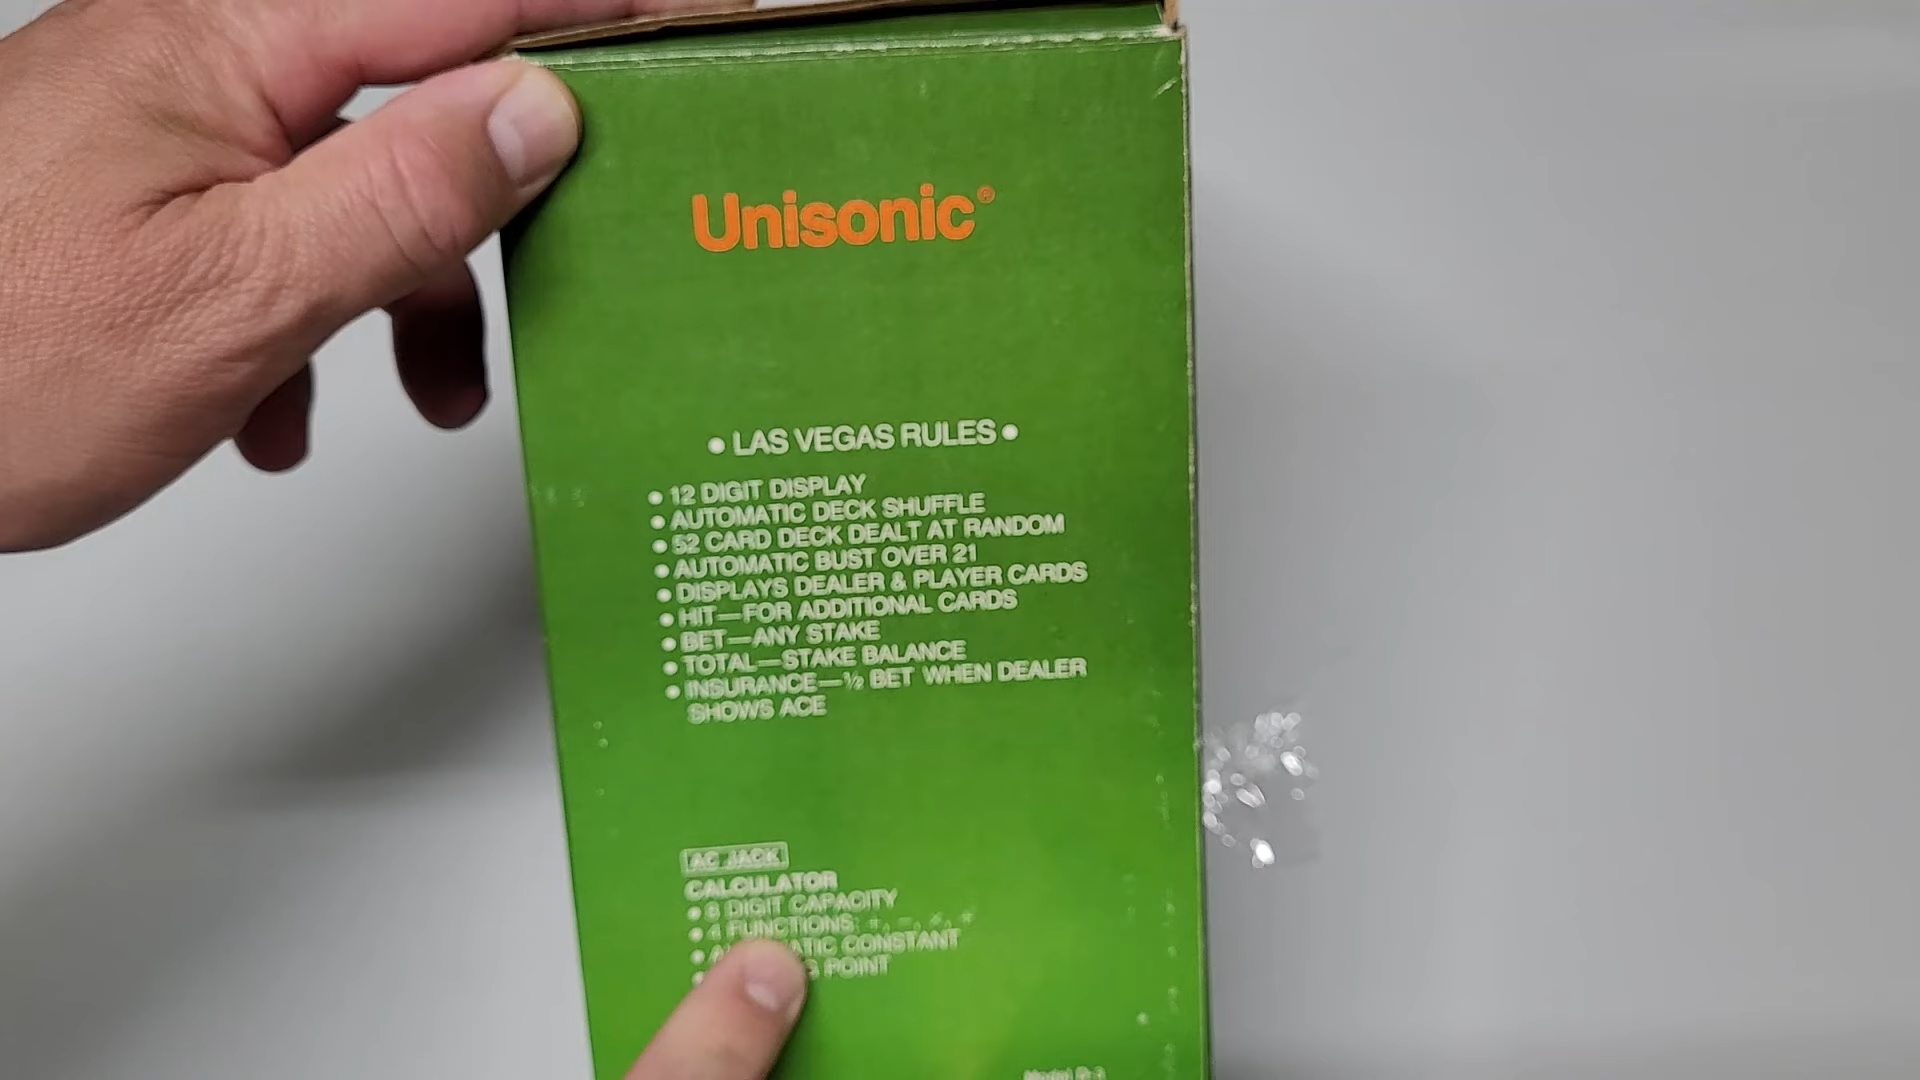 Unisonic®
• LAS VEGAS RULES •
• 12 DIGIT DISPLAY
• AUTOMATIC DECK SHUFFLE
• 52 CARD DECK DEALT AT RANDOM
• AUTOMATIC BUST OVER 21
• DISPLAYS DEALER & PLAYER CARDS
• HIT—FOR ADDITIONAL CARDS
• BET—ANY STAKE
• TOTAL—STAKE BALANCE
• INSURANCE—½ BET WHEN DEALER
SHOWS ACE
AC JACK
CALCULATOR
• 8 DIGIT CAPACITY
• 4 FUNCTIONS:
• CONSTANT
• POINT
Model